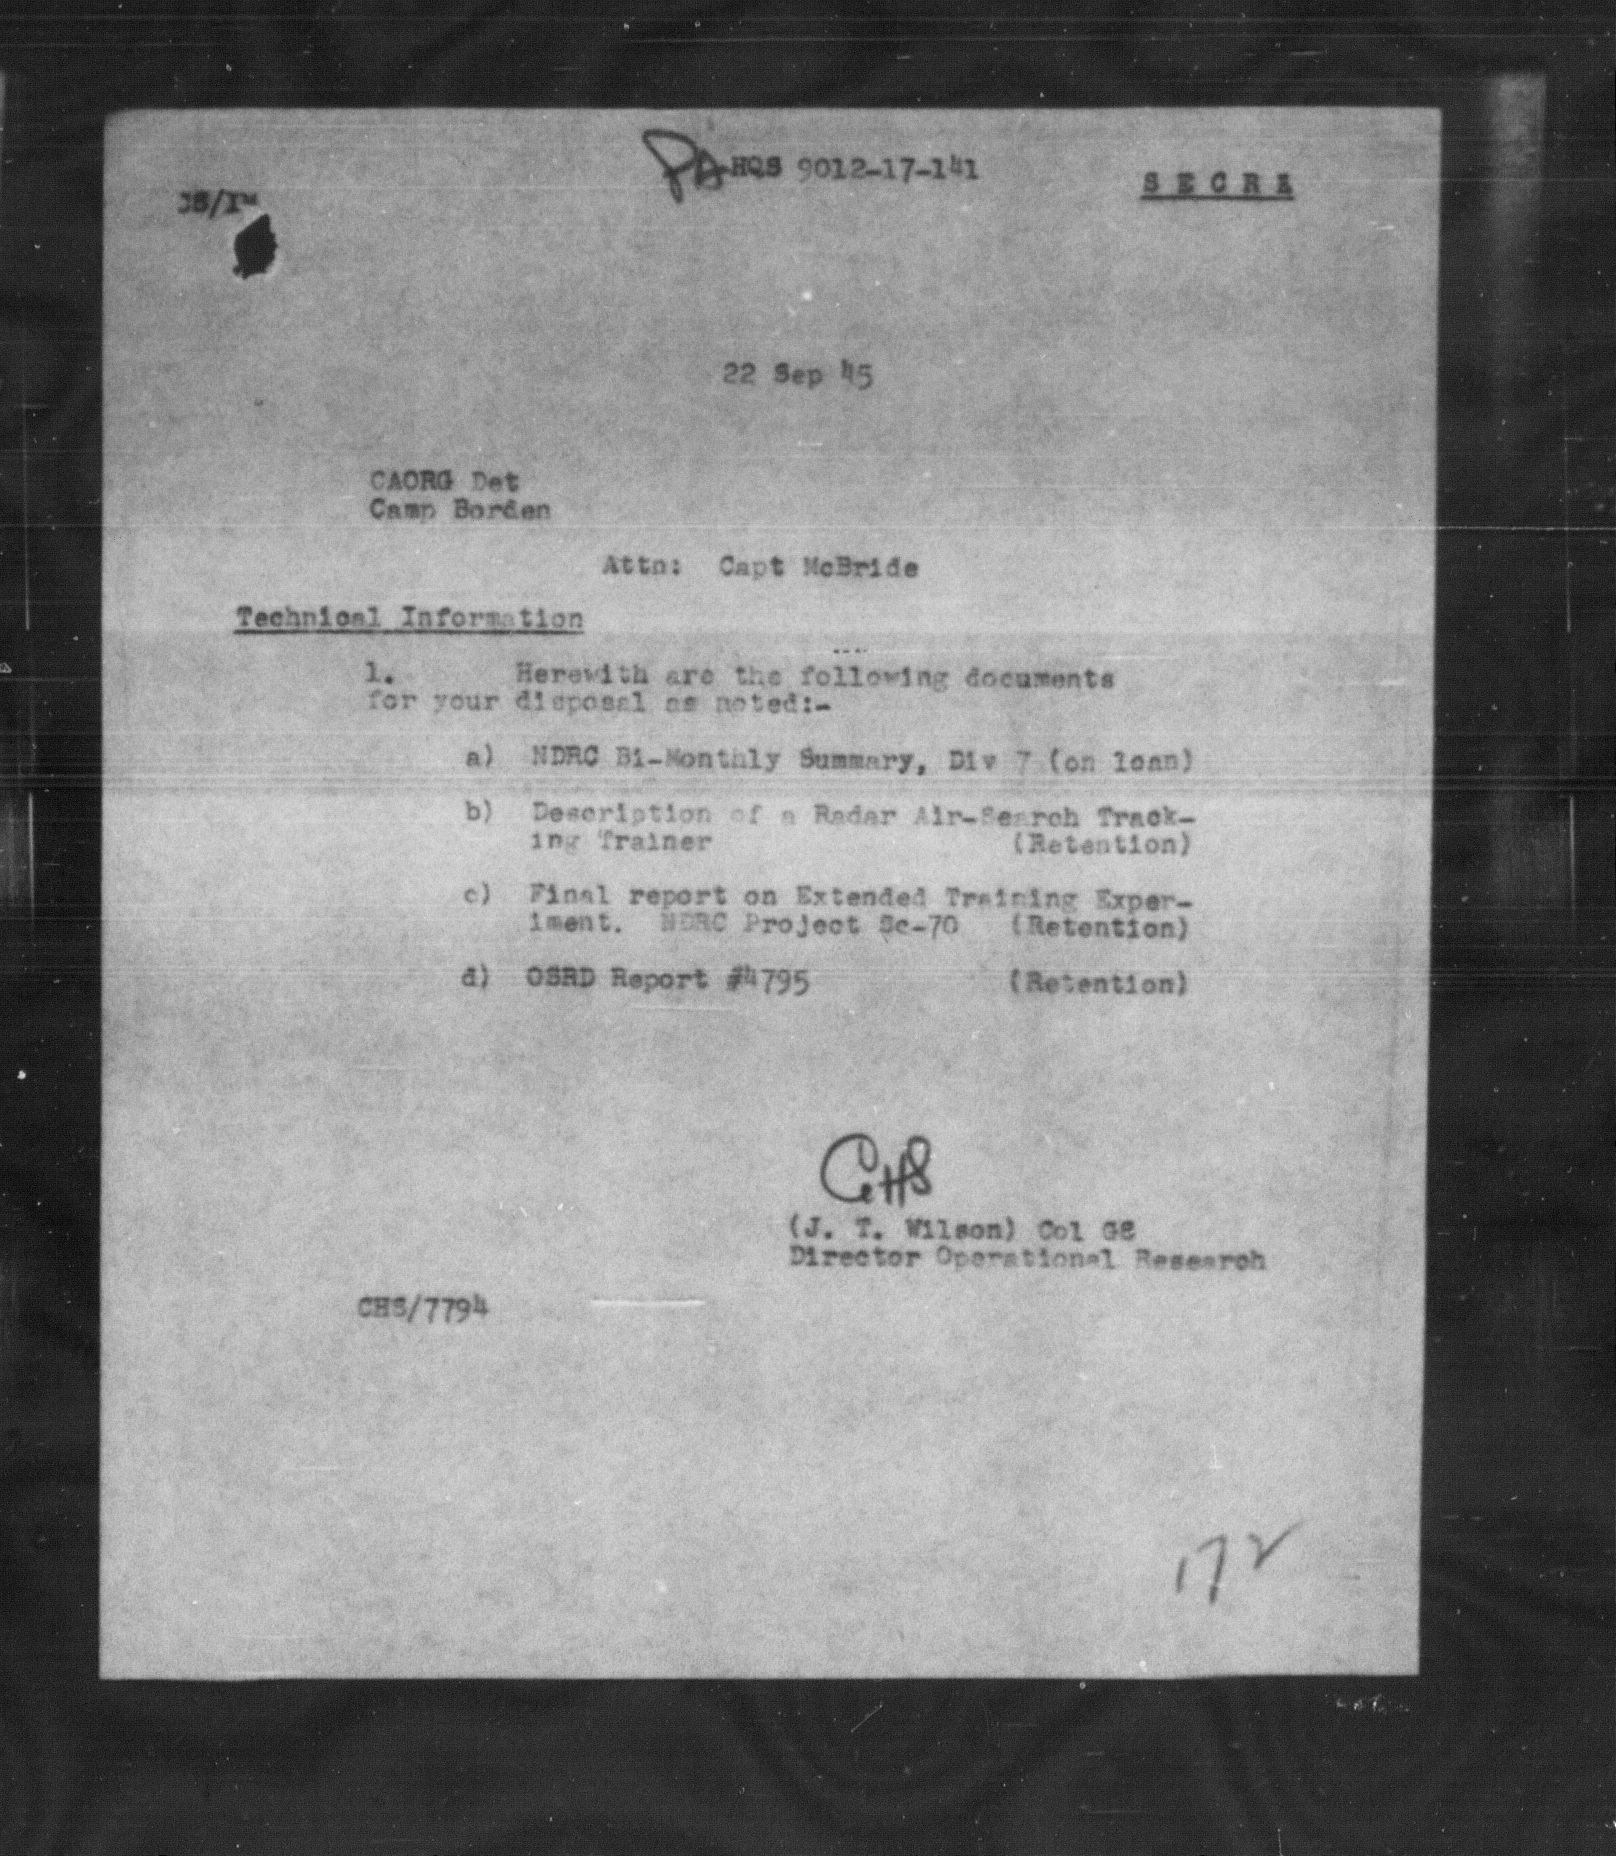 PA HQS 9012-17-141
S E C R E
22 Sep 45
CAORG Det
Camp Borden
Attn: Capt McBride
Technical Information
1. Herewith are the following documents
for your disposal as noted:-
a) NDRC Bi-Monthly Summary, Div 7 (on loan)
b) Description of a Radar Air-Search Track-
ing Trainer (Retention)
c) Final report on Extended Training Exper-
iment. NDRC Project Sc-70 (Retention)
d) OSRD Report #4795 (Retention)
CHS
(J. T. Wilson) Col GS
Director Operational Research
CHS/7794
172